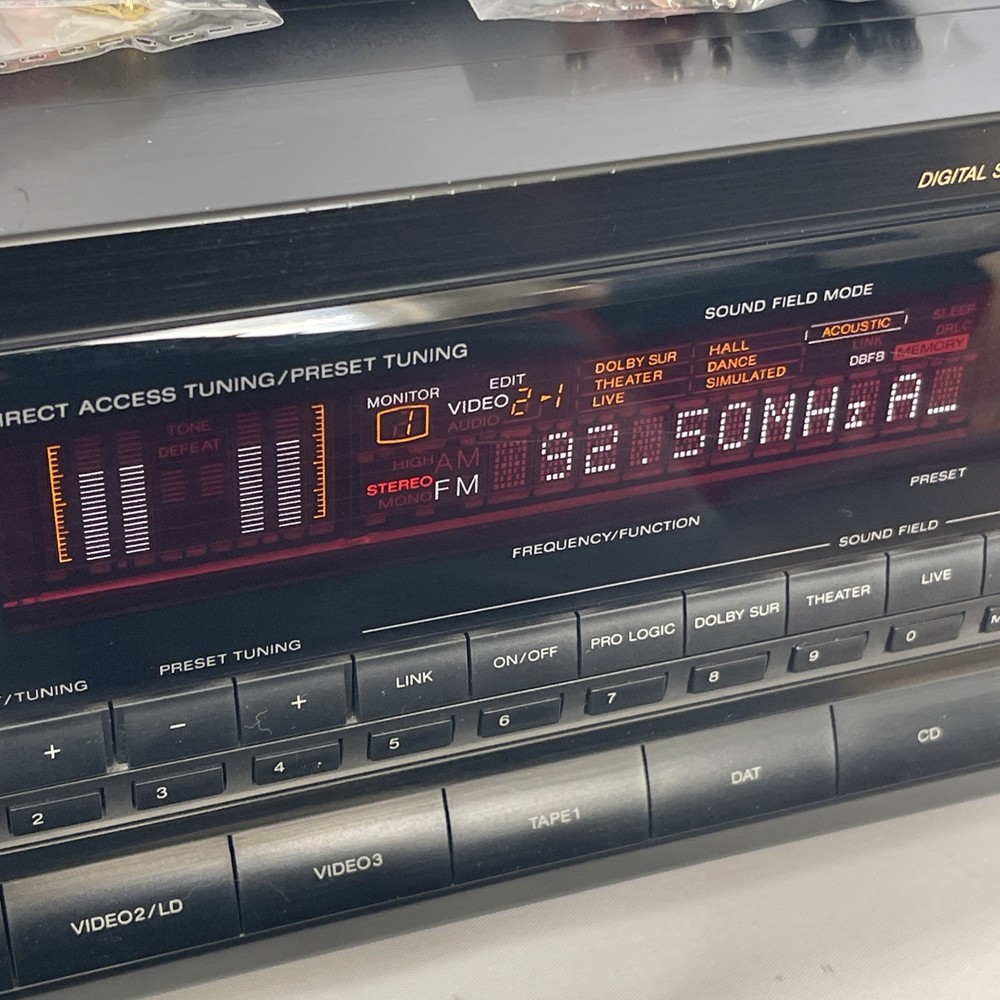 DIGITAL S
SOUND FIELD MODE
IRECT ACCESS TUNING/PRESET TUNING
MONITOR
1
EDIT
VIDEO 2-1
AUDIO
DOLBY SUR
THEATER
LIVE
HALL
DANCE
SIMULATED
ACOUSTIC
LINK
DBFB
SLEEP
DRLC
MEMORY
TONE
DEFEAT
HIGH AM
STEREO FM
MONO
92.50MHz A_
PRESET
FREQUENCY/FUNCTION
SOUND FIELD
/TUNING
PRESET TUNING
+
−
+
LINK
ON/OFF
PRO LOGIC
DOLBY SUR
THEATER
LIVE
2
3
4
5
6
7
8
9
0
M
VIDEO2/LD
VIDEO3
TAPE1
DAT
CD